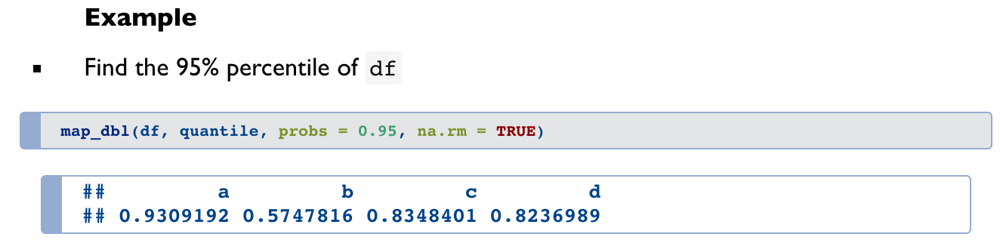 Example
▪ Find the 95% percentile of df
map_dbl(df, quantile, probs = 0.95, na.rm = TRUE)
##         a         b         c         d
## 0.9309192 0.5747816 0.8348401 0.8236989